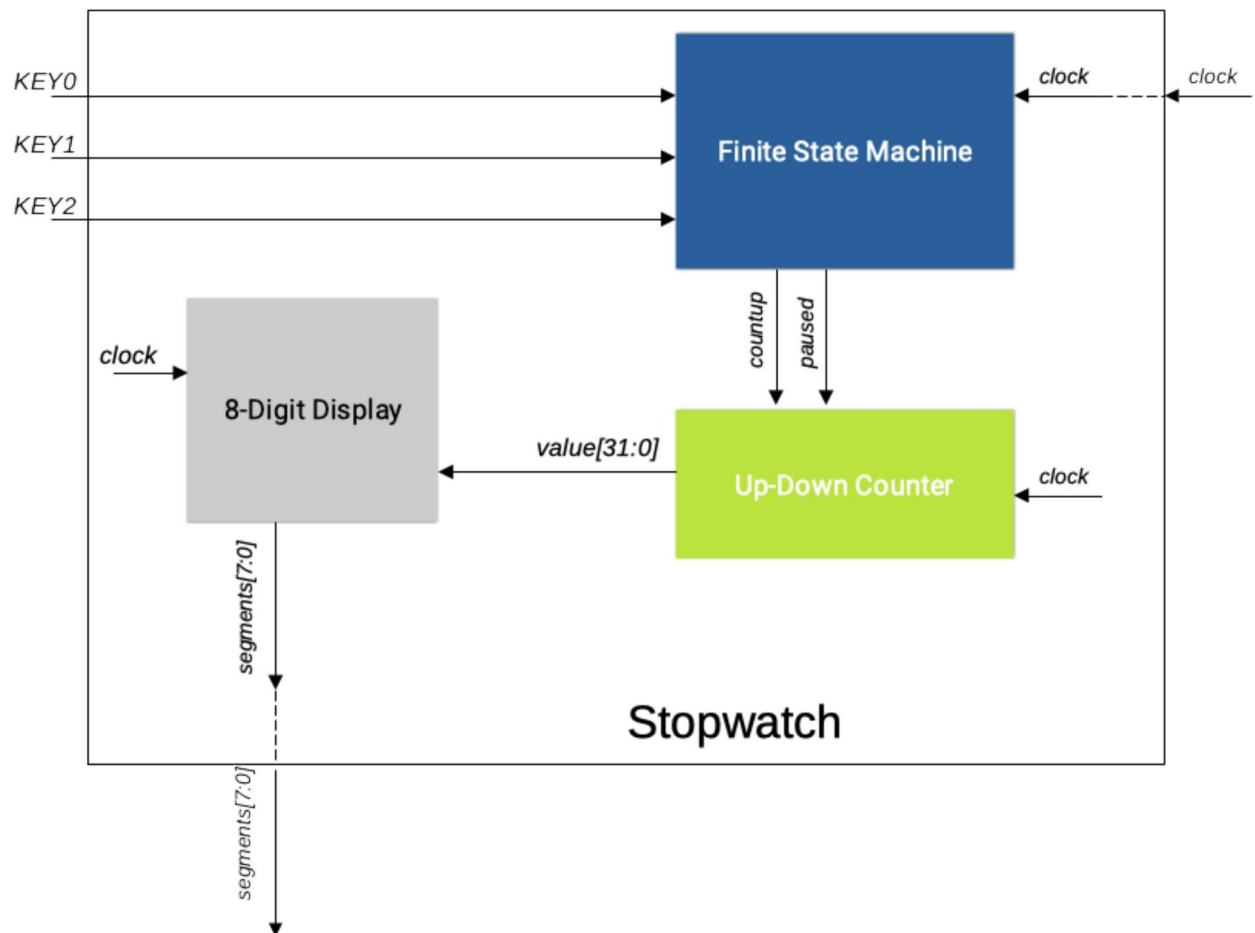 KEY0
clock
clock
KEY1
Finite State Machine
KEY2
countup
paused
clock
8-Digit Display
value[31:0]
Up-Down Counter
clock
segments[7:0]
Stopwatch
segments[7:0]